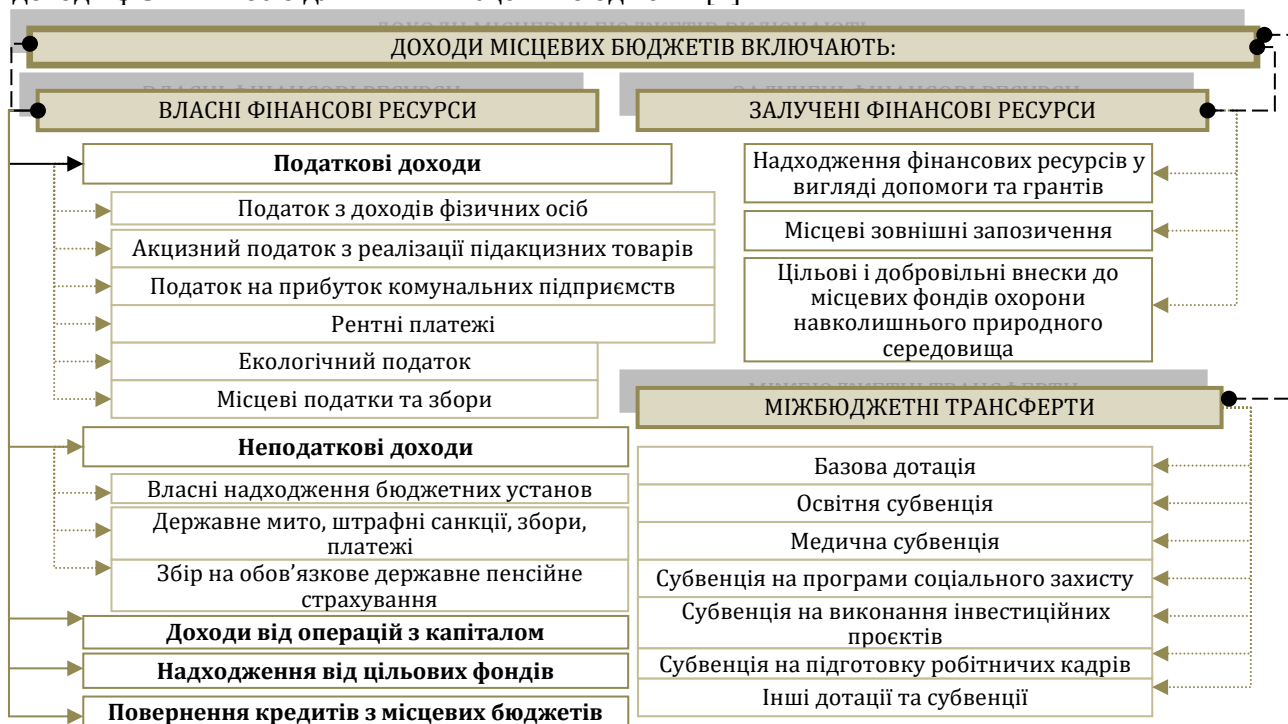 ДОХОДИ МІСЦЕВИХ БЮДЖЕТІВ ВКЛЮЧАЮТЬ:
ВЛАСНІ ФІНАНСОВІ РЕСУРСИ
Податкові доходи
Податок з доходів фізичних осіб
Акцизний податок з реалізації підакцизних товарів
Податок на прибуток комунальних підприємств
Рентні платежі
Екологічний податок
Місцеві податки та збори
Неподаткові доходи
Власні надходження бюджетних установ
Державне мито, штрафні санкції, збори,
платежі
Збір на обов’язкове державне пенсійне
страхування
Доходи від операцій з капіталом
Надходження від цільових фондів
Повернення кредитів з місцевих бюджетів
ЗАЛУЧЕНІ ФІНАНСОВІ РЕСУРСИ
Надходження фінансових ресурсів у
вигляді допомоги та грантів
Місцеві зовнішні запозичення
Цільові і добровільні внески до
місцевих фондів охорони
навколишнього природного
середовища
МІЖБЮДЖЕТНІ ТРАНСФЕРТИ
Базова дотація
Освітня субвенція
Медична субвенція
Субвенція на програми соціального захисту
Субвенція на виконання інвестиційних
проєктів
Субвенція на підготовку робітничих кадрів
Інші дотації та субвенції